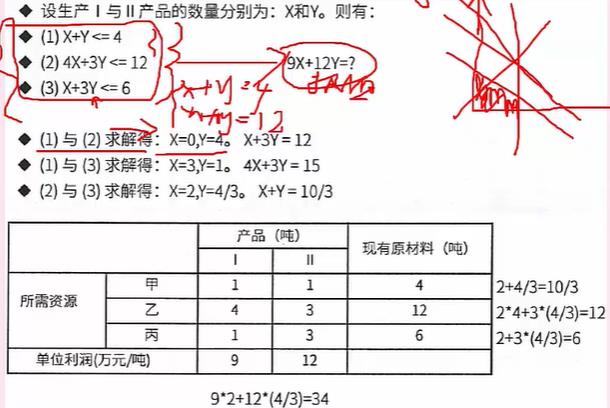 ◆ 设生产 I 与 II 产品的数量分别为：X和Y。则有：
◆ (1) X+Y <= 4
◆ (2) 4X+3Y <= 12
◆ (3) X+3Y <= 6
9X+12Y=?
x+y=4
=12
◆ (1) 与 (2) 求解得：X=0,Y=4。 X+3Y = 12
◆ (1) 与 (3) 求解得：X=3,Y=1。 4X+3Y = 15
◆ (2) 与 (3) 求解得：X=2,Y=4/3。 X+Y = 10/3
产品（吨） 现有原材料（吨）
I II
所需资源 甲 1 1 4 2+4/3=10/3
乙 4 3 12 2*4+3*(4/3)=12
丙 1 3 6 2+3*(4/3)=6
单位利润(万元/吨) 9 12
9*2+12*(4/3)=34